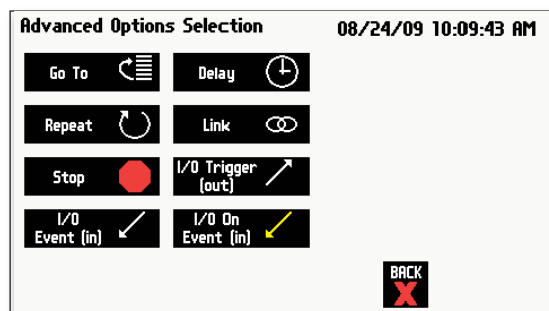 Advanced Options Selection 08/24/09 10:09:43 AM
Go To
Delay
Repeat
Link
Stop
I/O Trigger
(out)
I/O
Event (in)
I/O On
Event (in)
BACK